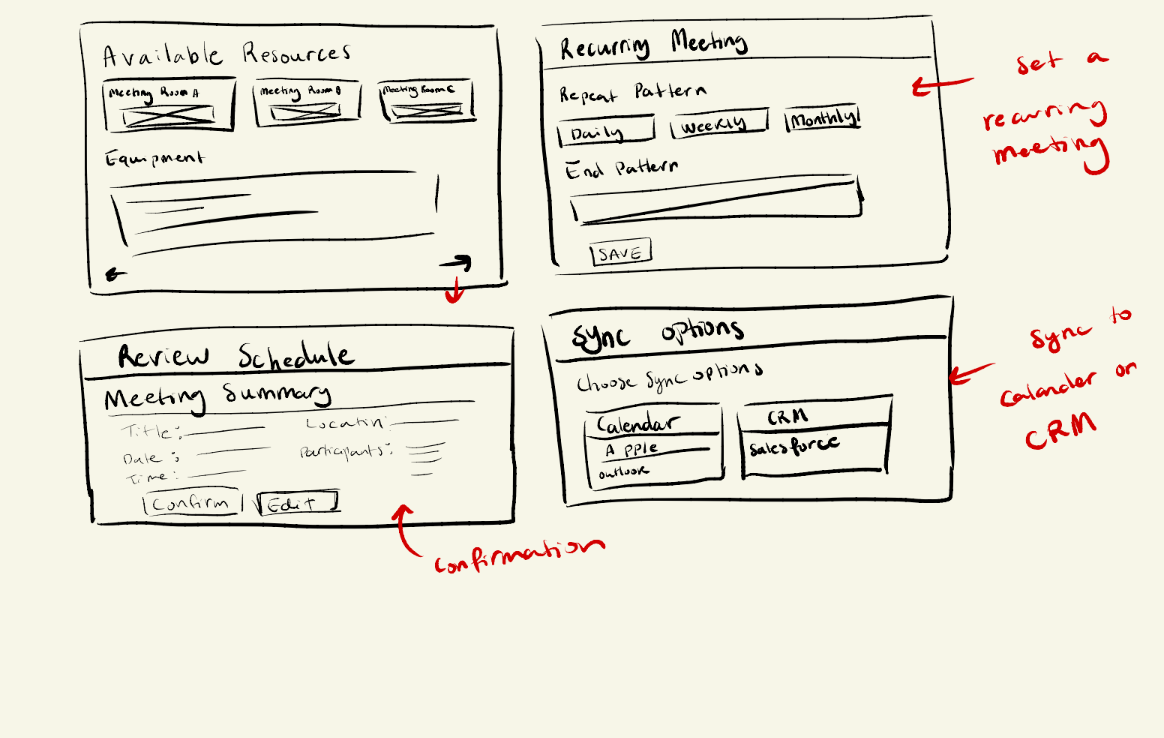 Available Resources
Meeting Room A
Meeting Room B
Meeting Room C
Equipment
Recurring Meeting
Repeat Pattern
Daily
Weekly
Monthly
End Pattern
SAVE
Set a
recurring
meeting
Review Schedule
Meeting Summary
Title:
Location:
Date:
Participants:
Time:
Confirm
Edit
confirmation
Sync options
Choose Sync options
Calendar
Apple
outlook
CRM
Salesforce
Sync to
Calander or
CRM